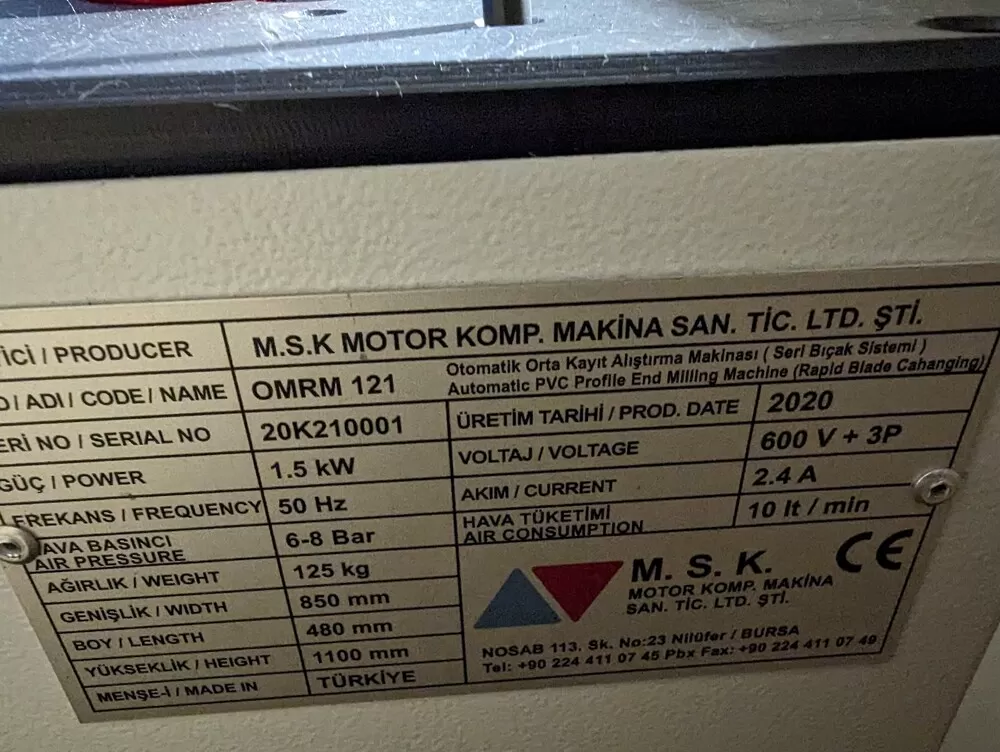 İCİ / PRODUCER M.S.K MOTOR KOMP. MAKİNA SAN. TİC. LTD. ŞTİ.
/ ADI / CODE / NAME OMRM 121 Otomatik Orta Kayıt Alıştırma Makinası ( Seri Bıçak Sistemi )
Automatic PVC Profile End Milling Machine (Rapid Blade Cahanging)
ERİ NO / SERIAL NO 20K210001 ÜRETİM TARİHİ / PROD. DATE 2020
GÜÇ / POWER 1.5 kW VOLTAJ / VOLTAGE 600 V + 3P
FREKANS / FREQUENCY 50 Hz AKIM / CURRENT 2.4 A
AVA BASINCI 6-8 Bar HAVA TÜKETİMİ 10 lt / min
AIR PRESSURE AIR CONSUMPTION
AĞIRLIK / WEIGHT 125 kg
GENİŞLİK / WIDTH 850 mm
BOY / LENGTH 480 mm
YÜKSEKLİK / HEIGHT 1100 mm
MENŞE-İ / MADE IN TÜRKİYE
M. S. K. CE
MOTOR KOMP. MAKİNA
SAN. TİC. LTD. ŞTİ.
NOSAB 113. Sk. No:23 Nilüfer / BURSA
Tel: +90 224 411 07 45 Pbx Fax: +90 224 411 07 49